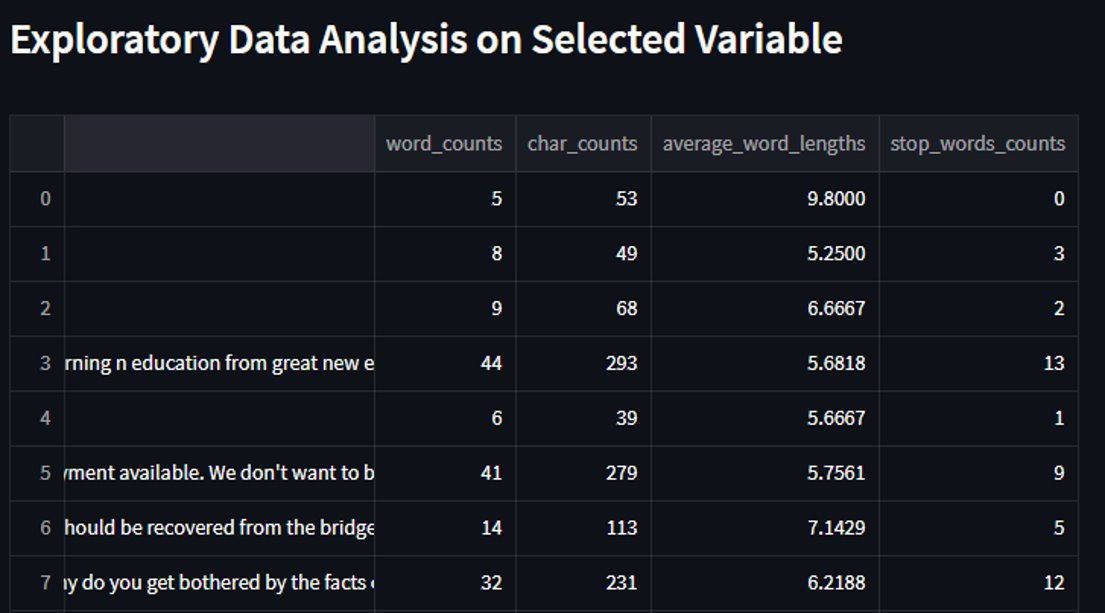 Exploratory Data Analysis on Selected Variable
word_counts char_counts average_word_lengths stop_words_counts
0 5 53 9.8000 0
1 8 49 5.2500 3
2 9 68 6.6667 2
3 rning n education from great new e 44 293 5.6818 13
4 6 39 5.6667 1
5 yment available. We don't want to b 41 279 5.7561 9
6 hould be recovered from the bridge 14 113 7.1429 5
7 ny do you get bothered by the facts 32 231 6.2188 12